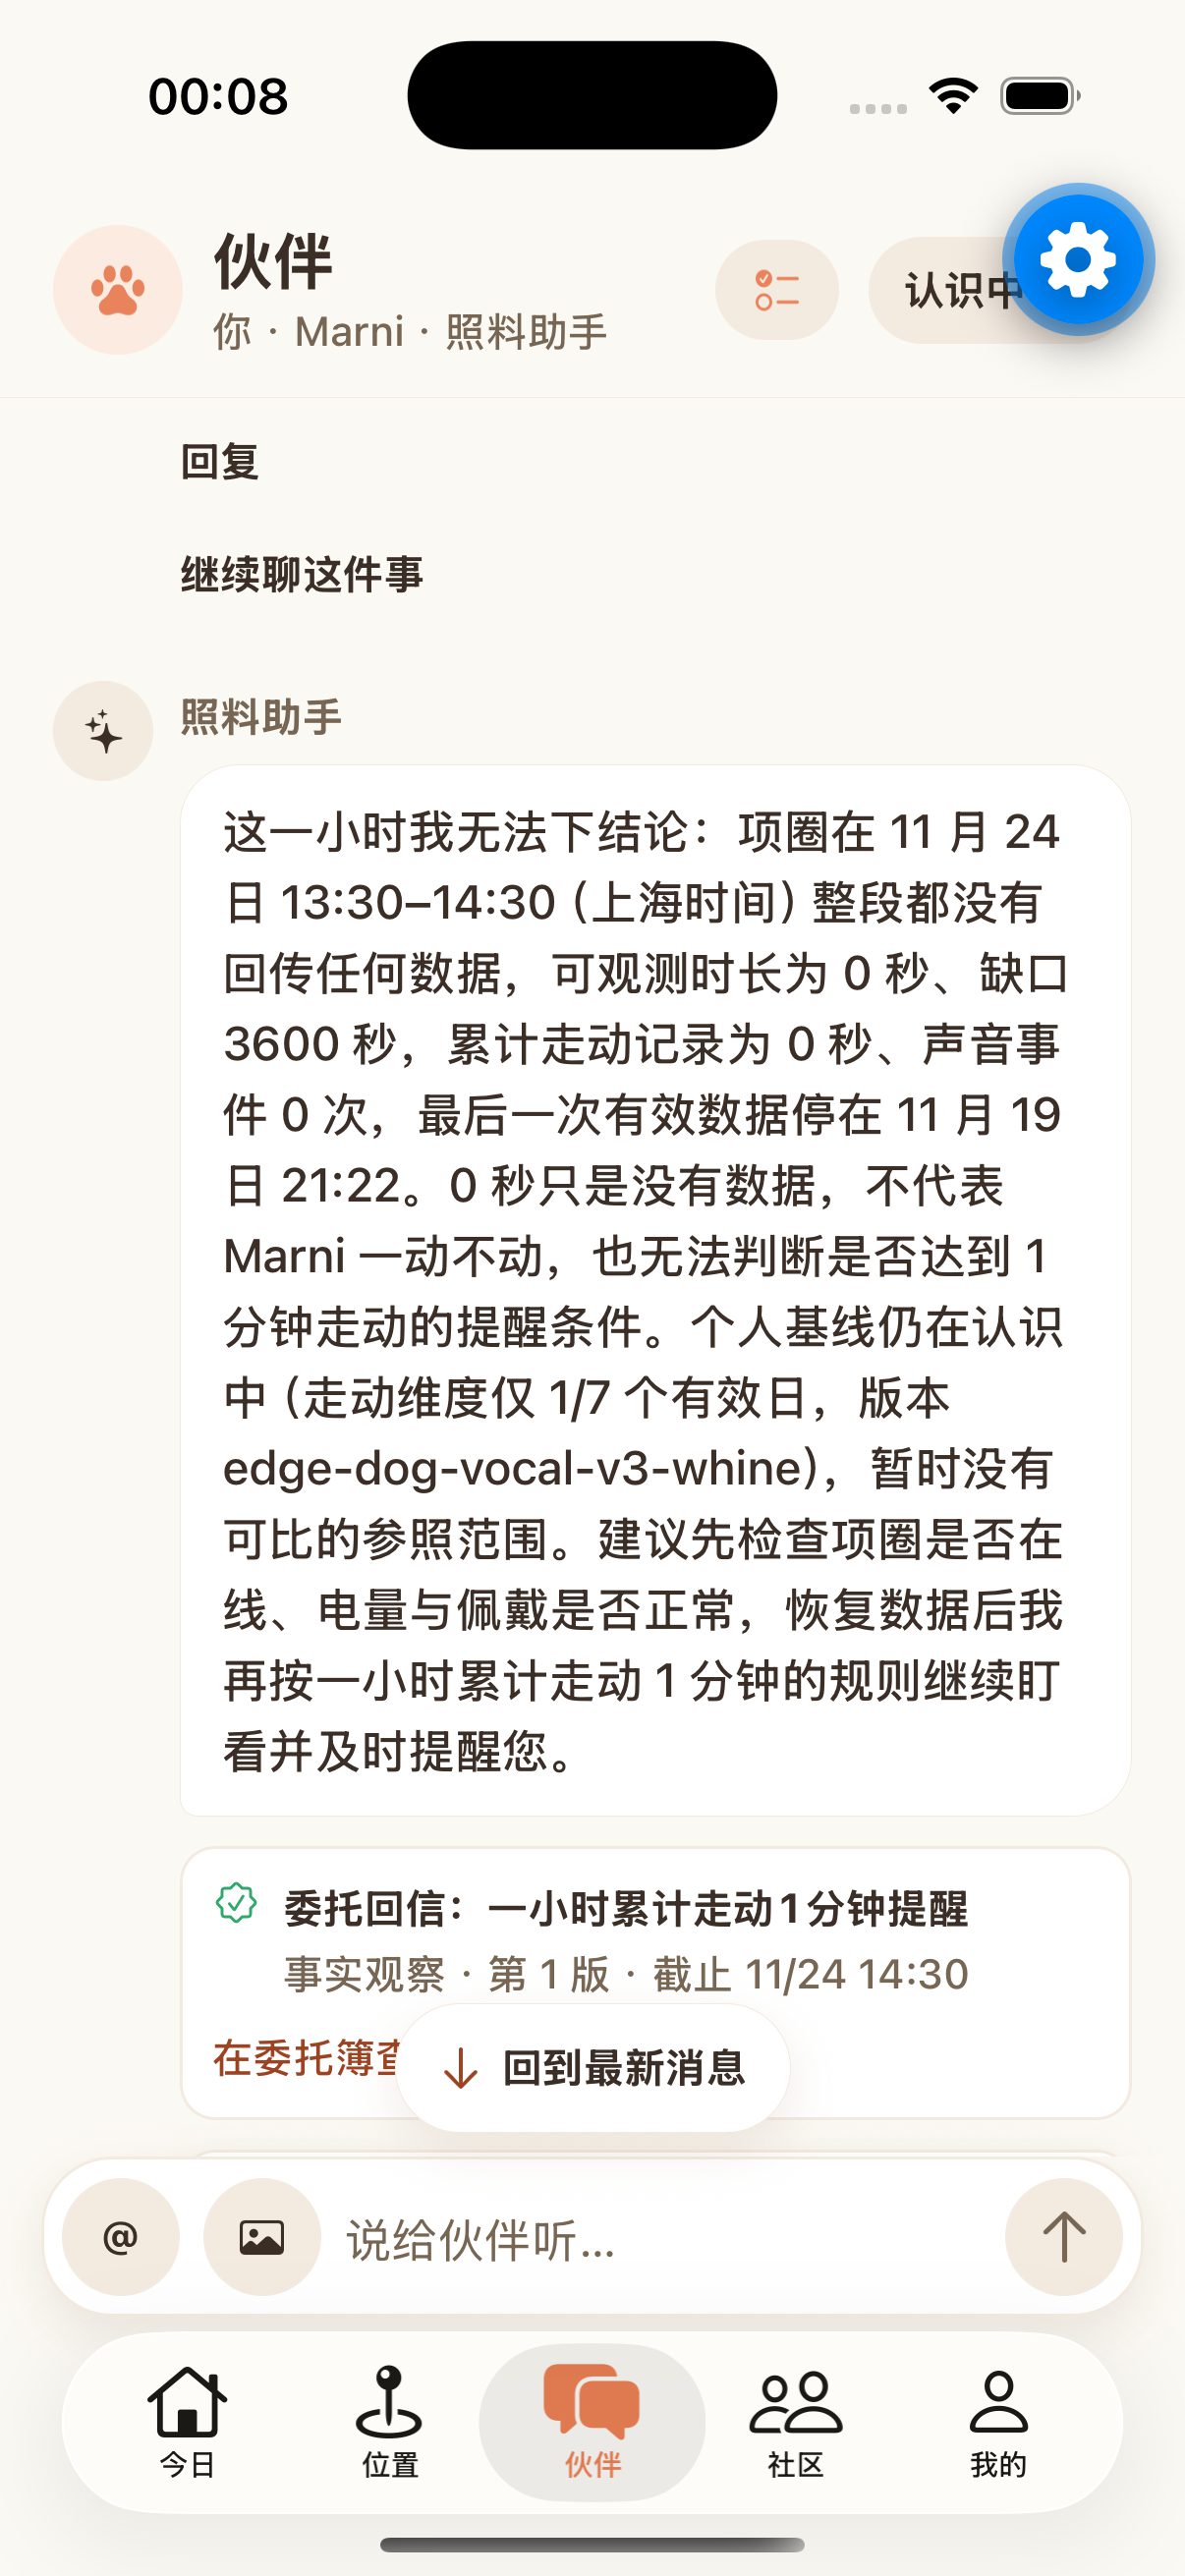 00:08
伙伴
你 · Marni · 照料助手
认识中
回复
继续聊这件事
照料助手
这一小时我无法下结论：项圈在 11 月 24
日 13:30–14:30（上海时间）整段都没有
回传任何数据，可观测时长为 0 秒、缺口
3600 秒，累计走动记录为 0 秒、声音事
件 0 次，最后一次有效数据停在 11 月 19
日 21:22。0 秒只是没有数据，不代表
Marni 一动不动，也无法判断是否达到 1
分钟走动的提醒条件。个人基线仍在认识
中（走动维度仅 1/7 个有效日，版本
edge-dog-vocal-v3-whine），暂时没有
可比的参照范围。建议先检查项圈是否在
线、电量与佩戴是否正常，恢复数据后我
再按一小时累计走动 1 分钟的规则继续盯
看并及时提醒您。
委托回信：一小时累计走动1分钟提醒
事实观察 · 第 1 版 · 截止 11/24 14:30
在委托簿查
回到最新消息
@
说给伙伴听...
今日
位置
伙伴
社区
我的